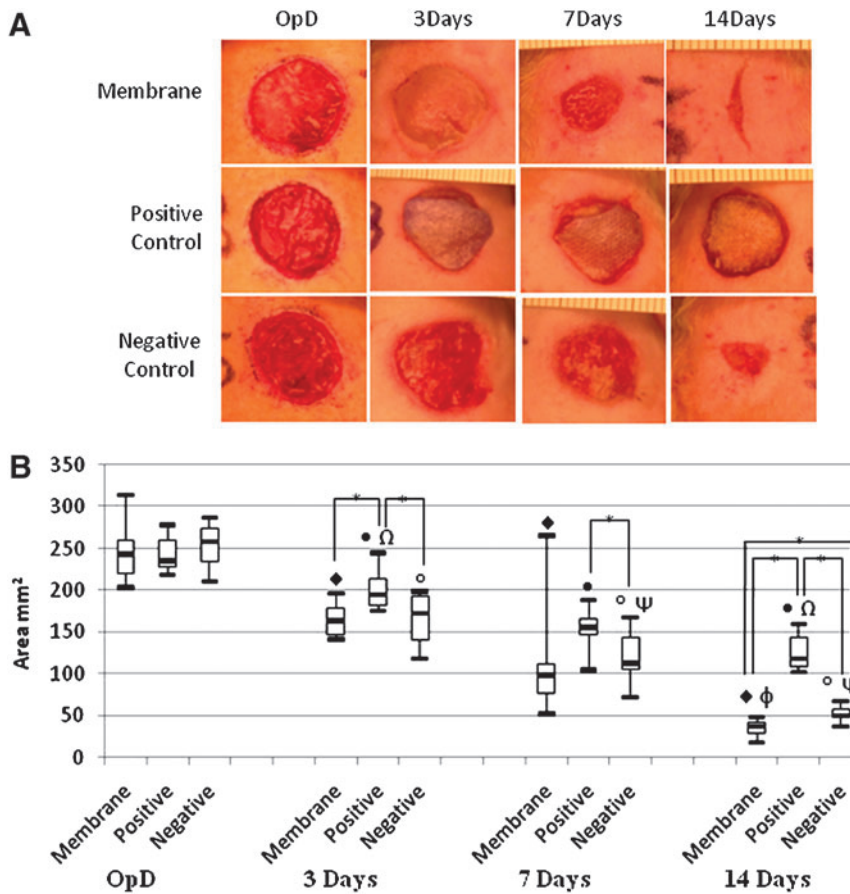 A
OpD 3Days 7Days 14Days
Membrane
Positive
Control
Negative
Control
B
Area mm²
350
300
250
200
150
100
50
0
* *
● Ω
◆
○
◆
*
●
○ Ψ
*
* *
● Ω
◆ ϕ
○ Ψ
Membrane Positive Negative Membrane Positive Negative Membrane Positive Negative Membrane Positive Negative
OpD 3 Days 7 Days 14 Days